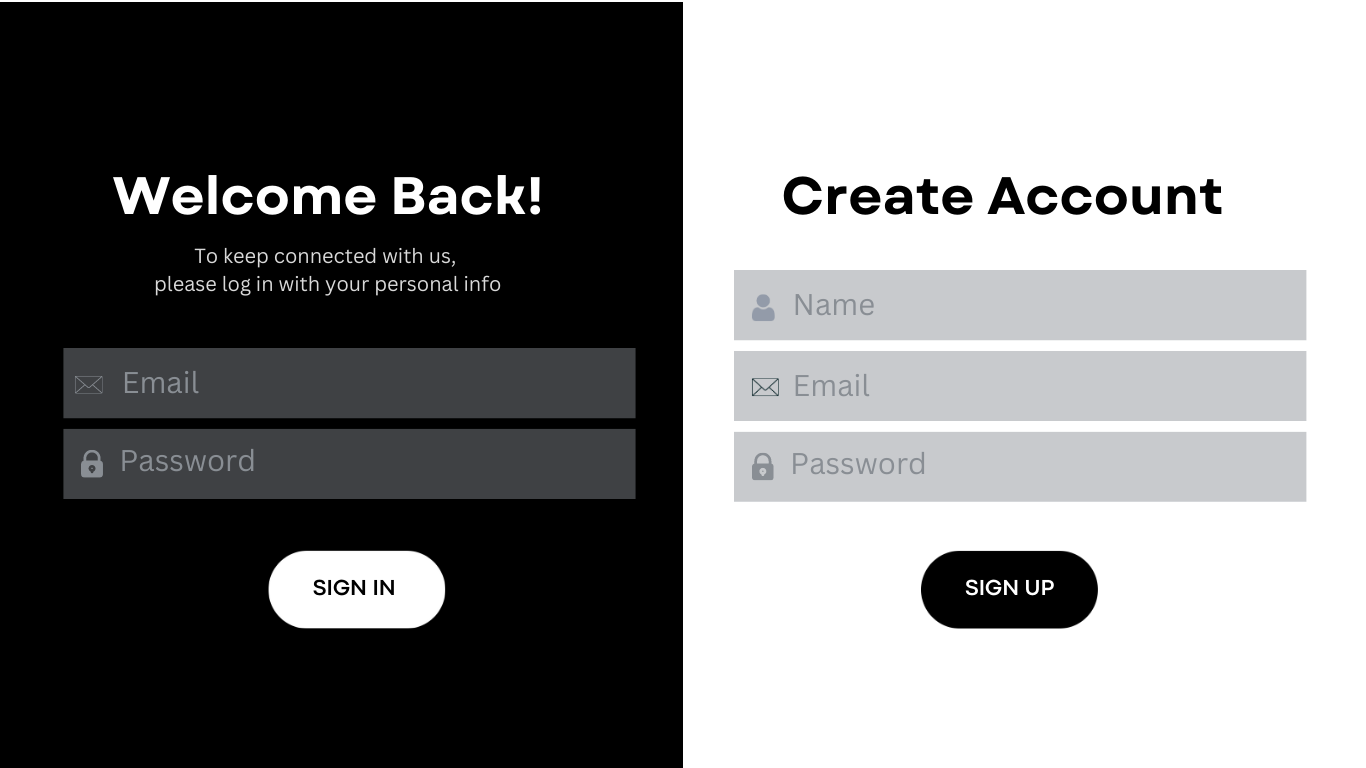 Welcome Back!
To keep connected with us,
please log in with your personal info
Email
Password
SIGN IN
Create Account
Name
Email
Password
SIGN UP